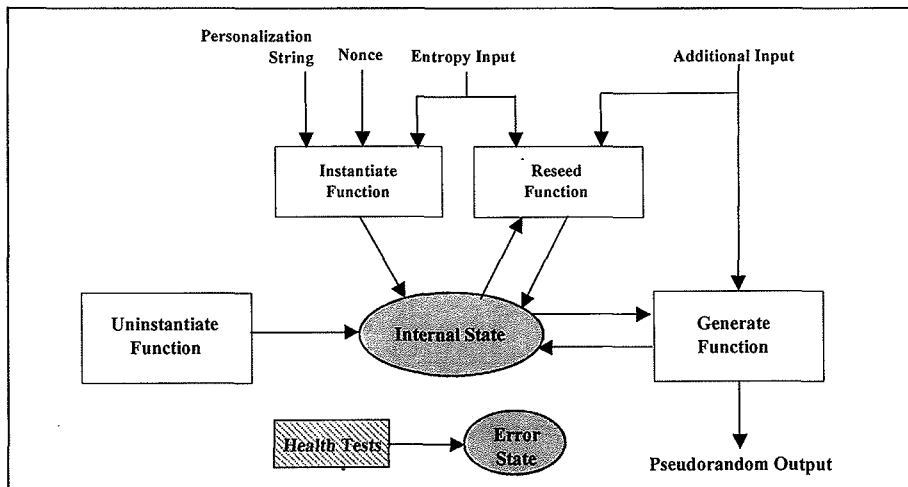 Personalization
String
Nonce
Entropy Input
Additional Input
Instantiate
Function
Reseed
Function
Uninstantiate
Function
Internal State
Generate
Function
Health Tests
Error
State
Pseudorandom Output